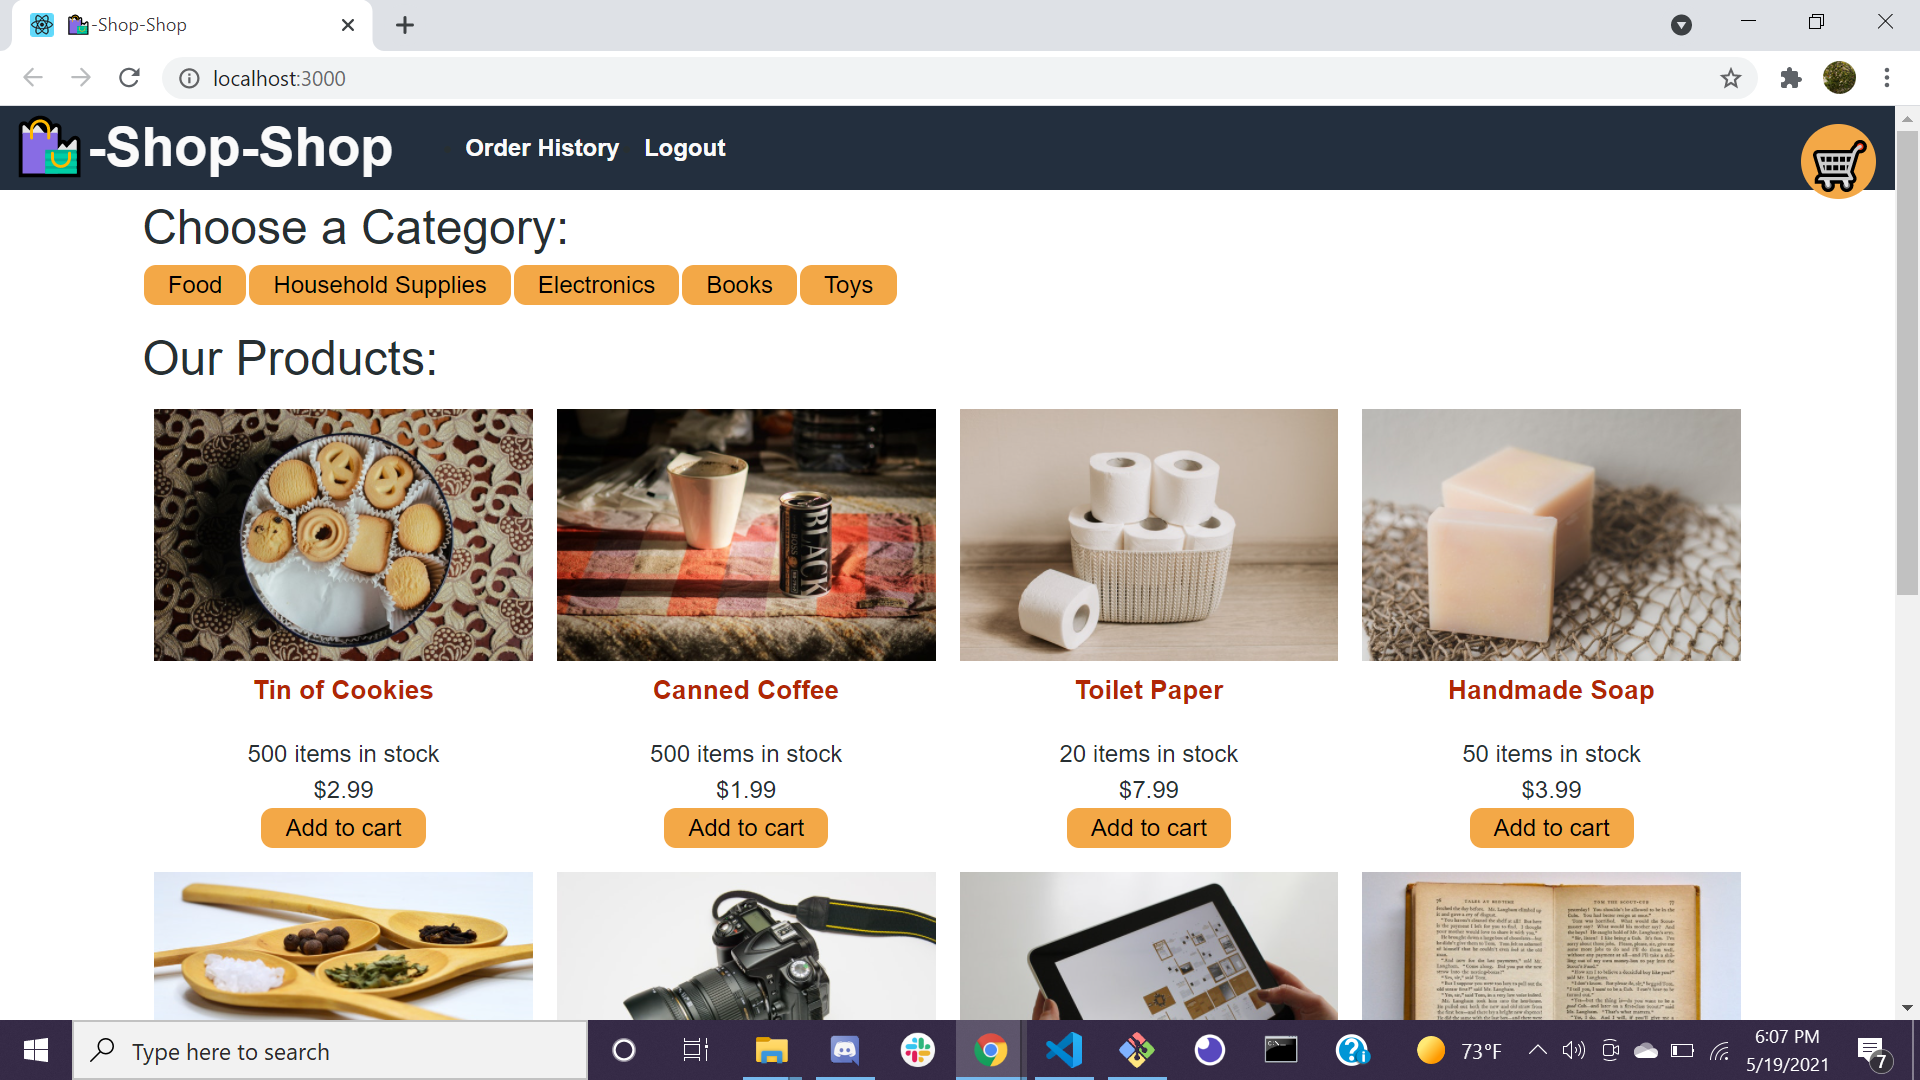 -Shop-Shop
localhost:3000
-Shop-Shop
Order History
Logout
Choose a Category:
Food
Household Supplies
Electronics
Books
Toys
Our Products:
BOSS
BLACK
Tin of Cookies
Canned Coffee
Toilet Paper
Handmade Soap
500 items in stock
500 items in stock
20 items in stock
50 items in stock
$2.99
$1.99
$7.99
$3.99
Add to cart
Add to cart
Add to cart
Add to cart
Type here to search
73°F
6:07 PM
5/19/2021
7